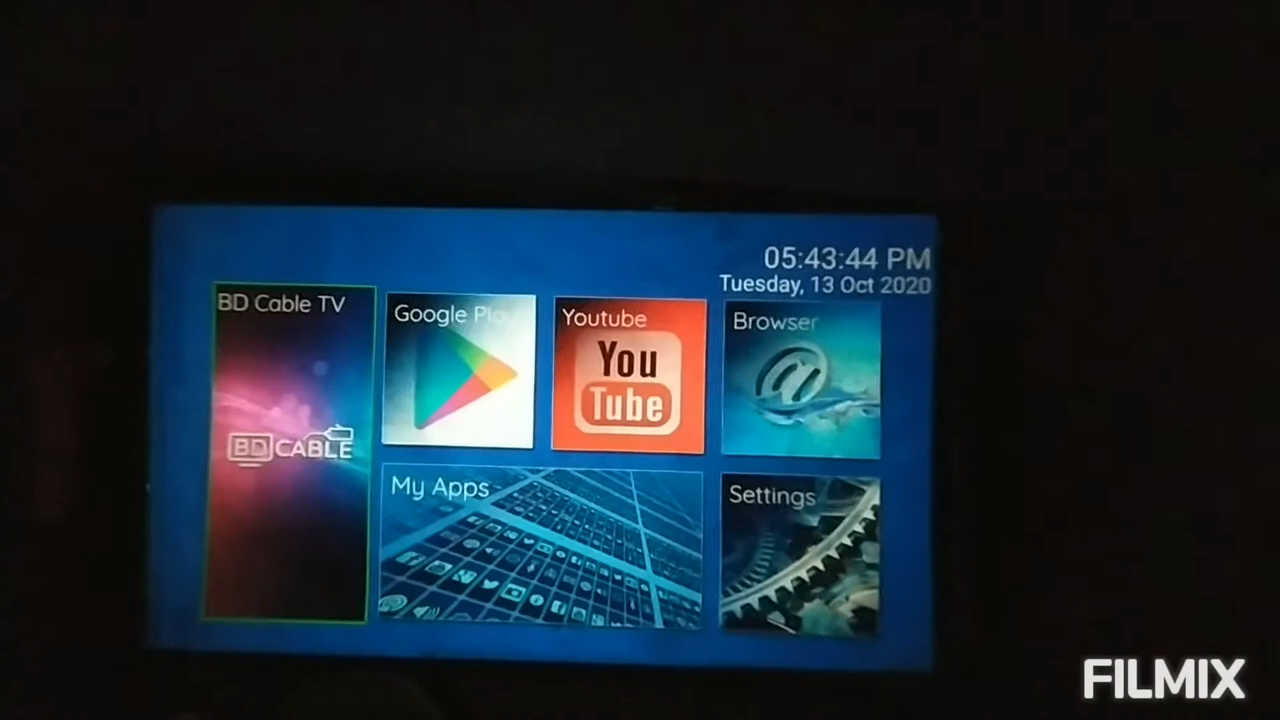 05:43:44 PM
Tuesday, 13 Oct 2020
BD Cable TV
BD CABLE
Google Play
Youtube
You
Tube
Browser
@
My Apps
Settings
FILMIX